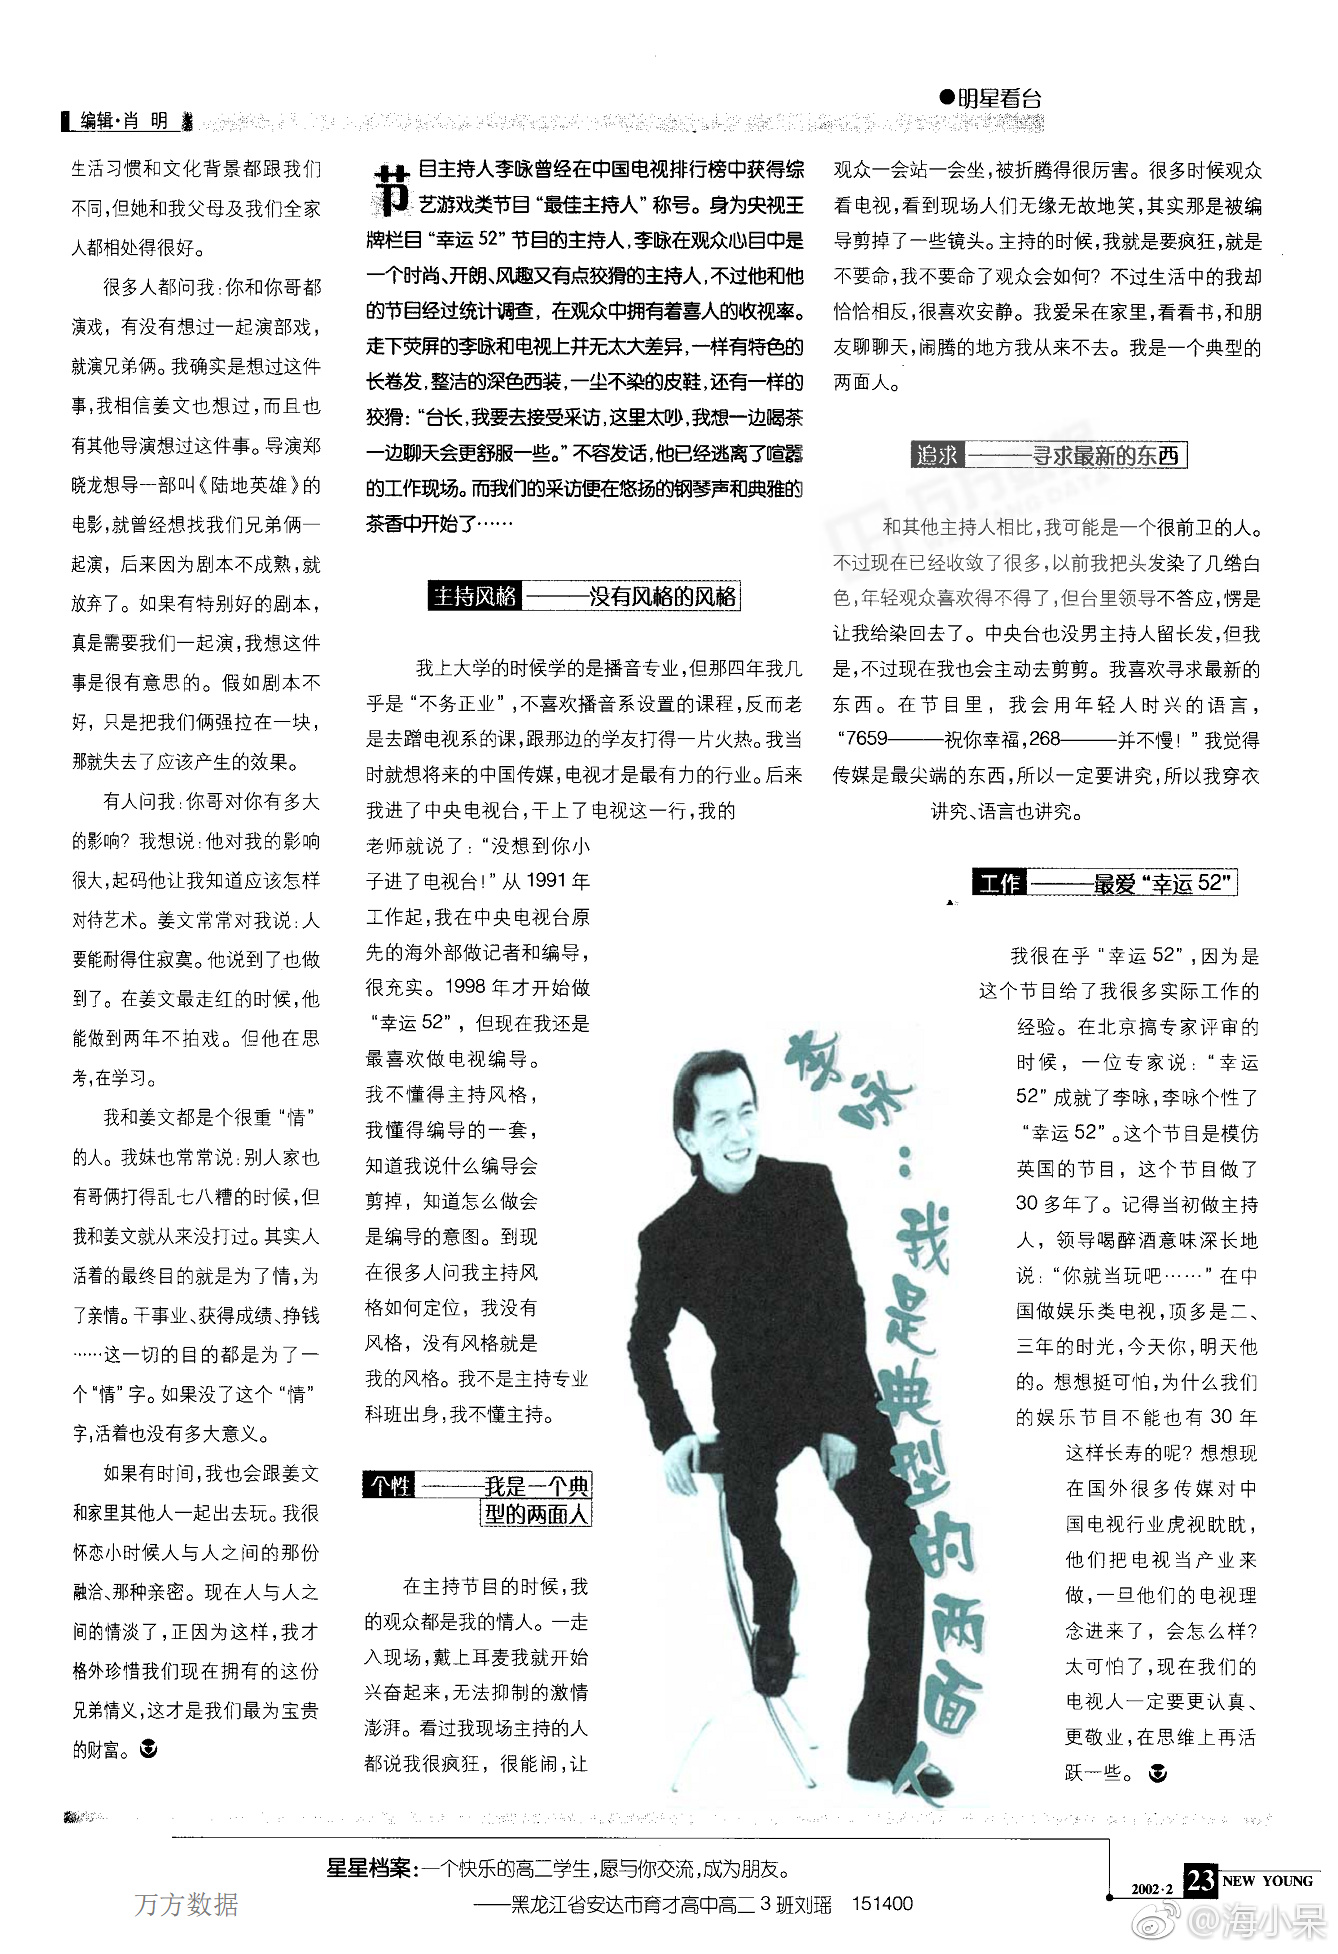 编辑·肖 明
●明星看台
生活习惯和文化背景都跟我们
不同,但她和我父母及我们全家
人都相处得很好。
很多人都问我:你和你哥都
演戏，有没有想过一起演部戏，
就演兄弟俩。我确实是想过这件
事,我相信姜文也想过,而且也
有其他导演想过这件事。导演郑
晓龙想导一部叫《陆地英雄》的
电影,就曾经想找我们兄弟俩一
起演，后来因为剧本不成熟,就
放弃了。如果有特别好的剧本，
真是需要我们一起演,我想这件
事是很有意思的。假如剧本不
好，只是把我们俩强拉在一块，
那就失去了应该产生的效果。
有人问我:你哥对你有多大
的影响？我想说:他对我的影响
很大,起码他让我知道应该怎样
对待艺术。姜文常常对我说:人
要能耐得住寂寞。他说到了也做
到了。在姜文最走红的时候,他
能做到两年不拍戏。但他在思
考,在学习。
我和姜文都是个很重“情”
的人。我妹也常常说:别人家也
有哥俩打得乱七八糟的时候,但
我和姜文就从来没打过。其实人
活着的最终目的就是为了情,为
了亲情。干事业、获得成绩、挣钱
……这一切的目的都是为了一
个“情”字。如果没了这个“情”
字,活着也没有多大意义。
如果有时间,我也会跟姜文
和家里其他人一起出去玩。我很
怀恋小时候人与人之间的那份
融洽、那种亲密。现在人与人之
间的情淡了,正因为这样,我才
格外珍惜我们现在拥有的这份
兄弟情义,这才是我们最为宝贵
的财富。
节目主持人李咏曾经在中国电视排行榜中获得综
艺游戏类节目“最佳主持人”称号。身为央视王
牌栏目“幸运52”节目的主持人,李咏在观众心目中是
一个时尚、开朗、风趣又有点狡猾的主持人,不过他和他
的节目经过统计调查，在观众中拥有着喜人的收视率。
走下荧屏的李咏和电视上并无太大差异,一样有特色的
长卷发,整洁的深色西装,一尘不染的皮鞋,还有一样的
狡猾：“台长,我要去接受采访,这里太吵,我想一边喝茶
一边聊天会更舒服一些。”不容发话,他已经逃离了喧嚣
的工作现场。而我们的采访便在悠扬的钢琴声和典雅的
茶香中开始了……
主持风格———没有风格的风格
我上大学的时候学的是播音专业,但那四年我几
乎是“不务正业”,不喜欢播音系设置的课程,反而老
是去蹭电视系的课,跟那边的学友打得一片火热。我当
时就想将来的中国传媒,电视才是最有力的行业。后来
我进了中央电视台,干上了电视这一行,我的
老师就说了：“没想到你小
子进了电视台！”从1991年
工作起,我在中央电视台原
先的海外部做记者和编导，
很充实。1998年才开始做
“幸运52”，但现在我还是
最喜欢做电视编导。
我不懂得主持风格，
我懂得编导的一套，
知道我说什么编导会
剪掉，知道怎么做会
是编导的意图。到现
在很多人问我主持风
格如何定位，我没有
风格，没有风格就是
我的风格。我不是主持专业
科班出身,我不懂主持。
个性———我是一个典
型的两面人
在主持节目的时候,我
的观众都是我的情人。一走
入现场,戴上耳麦我就开始
兴奋起来,无法抑制的激情
澎湃。看过我现场主持的人
都说我很疯狂，很能闹,让
观众一会站一会坐,被折腾得很厉害。很多时候观众
看电视,看到现场人们无缘无故地笑,其实那是被编
导剪掉了一些镜头。主持的时候,我就是要疯狂,就是
不要命,我不要命了观众会如何？不过生活中的我却
恰恰相反,很喜欢安静。我爱呆在家里,看看书,和朋
友聊聊天,闹腾的地方我从来不去。我是一个典型的
两面人。
追求———寻求最新的东西
和其他主持人相比,我可能是一个很前卫的人。
不过现在已经收敛了很多,以前我把头发染了几绺白
色,年轻观众喜欢得不得了,但台里领导不答应,愣是
让我给染回去了。中央台也没男主持人留长发,但我
是,不过现在我也会主动去剪剪。我喜欢寻求最新的
东西。在节目里，我会用年轻人时兴的语言，
“7659———祝你幸福,268———并不慢！”我觉得
传媒是最尖端的东西,所以一定要讲究,所以我穿衣
讲究、语言也讲究。
工作———最爱“幸运52”
我很在乎“幸运52”,因为是
这个节目给了我很多实际工作的
经验。在北京搞专家评审的
时候，一位专家说：“幸运
52”成就了李咏,李咏个性了
“幸运52”。这个节目是模仿
英国的节目，这个节目做了
30多年了。记得当初做主持
人，领导喝醉酒意味深长地
说：“你就当玩吧……”在中
国做娱乐类电视,顶多是二、
三年的时光,今天你,明天他
的。想想挺可怕,为什么我们
的娱乐节目不能也有30年
这样长寿的呢？想想现
在国外很多传媒对中
国电视行业虎视眈眈，
他们把电视当产业来
做,一旦他们的电视理
念进来了，会怎么样？
太可怕了,现在我们的
电视人一定要更认真、
更敬业,在思维上再活
跃一些。
李咏：我是典型的两面人
星星档案:一个快乐的高二学生,愿与你交流,成为朋友。
——黑龙江省安达市育才高中高二3班刘瑶 151400
2002·2 23 NEW YOUNG
万方数据
@海小呆